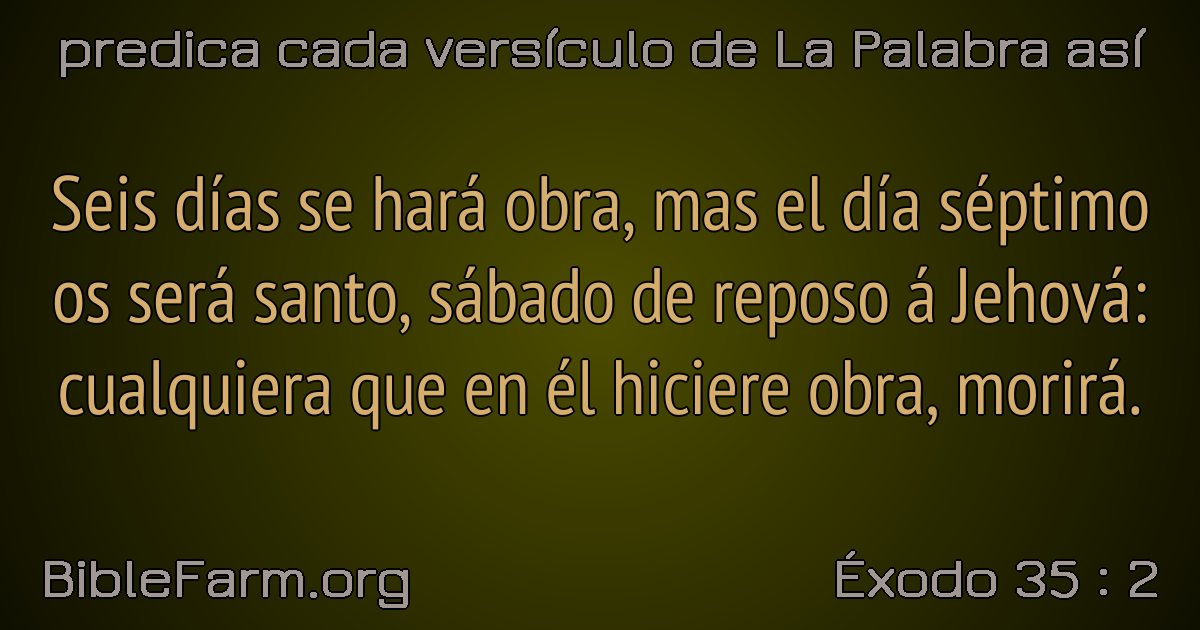 predica cada versículo de La Palabra así
Seis días se hará obra, mas el día séptimo
os será santo, sábado de reposo á Jehová:
cualquiera que en él hiciere obra, morirá.
BibleFarm.org
Éxodo 35 : 2